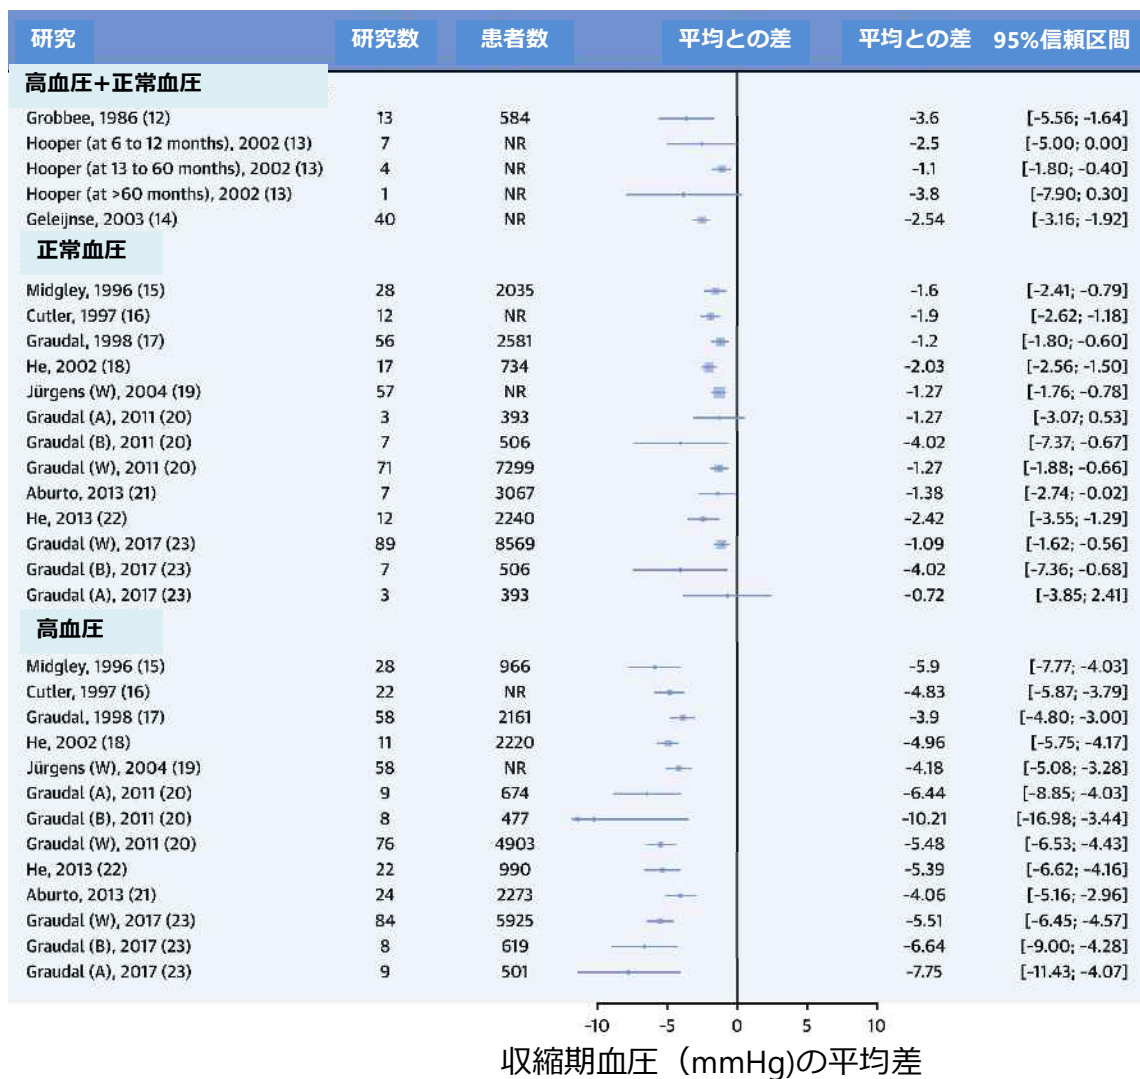 研究 研究数 患者数 平均との差 平均との差 95%信頼区間
高血圧+正常血圧
Grobbee, 1986 (12) 13 584 -3.6 [-5.56; -1.64]
Hooper (at 6 to 12 months), 2002 (13) 7 NR -2.5 [-5.00; 0.00]
Hooper (at 13 to 60 months), 2002 (13) 4 NR -1.1 [-1.80; -0.40]
Hooper (at >60 months), 2002 (13) 1 NR -3.8 [-7.90; 0.30]
Geleijnse, 2003 (14) 40 NR -2.54 [-3.16; -1.92]
正常血圧
Midgley, 1996 (15) 28 2035 -1.6 [-2.41; -0.79]
Cutler, 1997 (16) 12 NR -1.9 [-2.62; -1.18]
Graudal, 1998 (17) 56 2581 -1.2 [-1.80; -0.60]
He, 2002 (18) 17 734 -2.03 [-2.56; -1.50]
Jürgens (W), 2004 (19) 57 NR -1.27 [-1.76; -0.78]
Graudal (A), 2011 (20) 3 393 -1.27 [-3.07; 0.53]
Graudal (B), 2011 (20) 7 506 -4.02 [-7.37; -0.67]
Graudal (W), 2011 (20) 71 7299 -1.27 [-1.88; -0.66]
Aburto, 2013 (21) 7 3067 -1.38 [-2.74; -0.02]
He, 2013 (22) 12 2240 -2.42 [-3.55; -1.29]
Graudal (W), 2017 (23) 89 8569 -1.09 [-1.62; -0.56]
Graudal (B), 2017 (23) 7 506 -4.02 [-7.36; -0.68]
Graudal (A), 2017 (23) 3 393 -0.72 [-3.85; 2.41]
高血圧
Midgley, 1996 (15) 28 966 -5.9 [-7.77; -4.03]
Cutler, 1997 (16) 22 NR -4.83 [-5.87; -3.79]
Graudal, 1998 (17) 58 2161 -3.9 [-4.80; -3.00]
He, 2002 (18) 11 2220 -4.96 [-5.75; -4.17]
Jürgens (W), 2004 (19) 58 NR -4.18 [-5.08; -3.28]
Graudal (A), 2011 (20) 9 674 -6.44 [-8.85; -4.03]
Graudal (B), 2011 (20) 8 477 -10.21 [-16.98; -3.44]
Graudal (W), 2011 (20) 76 4903 -5.48 [-6.53; -4.43]
He, 2013 (22) 22 990 -5.39 [-6.62; -4.16]
Aburto, 2013 (21) 24 2273 -4.06 [-5.16; -2.96]
Graudal (W), 2017 (23) 84 5925 -5.51 [-6.45; -4.57]
Graudal (B), 2017 (23) 8 619 -6.64 [-9.00; -4.28]
Graudal (A), 2017 (23) 9 501 -7.75 [-11.43; -4.07]
-10 -5 0 5 10
収縮期血圧（mmHg)の平均差